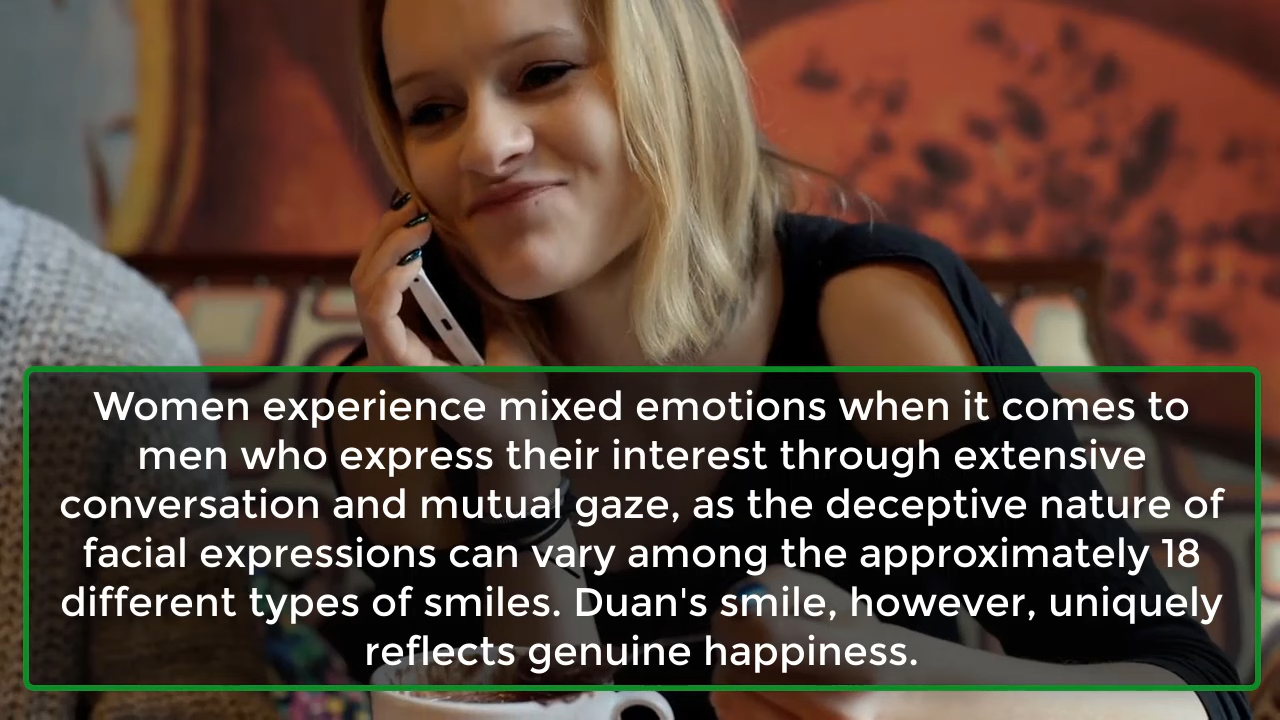 Women experience mixed emotions when it comes to
men who express their interest through extensive
conversation and mutual gaze, as the deceptive nature of
facial expressions can vary among the approximately 18
different types of smiles. Duan's smile, however, uniquely
reflects genuine happiness.